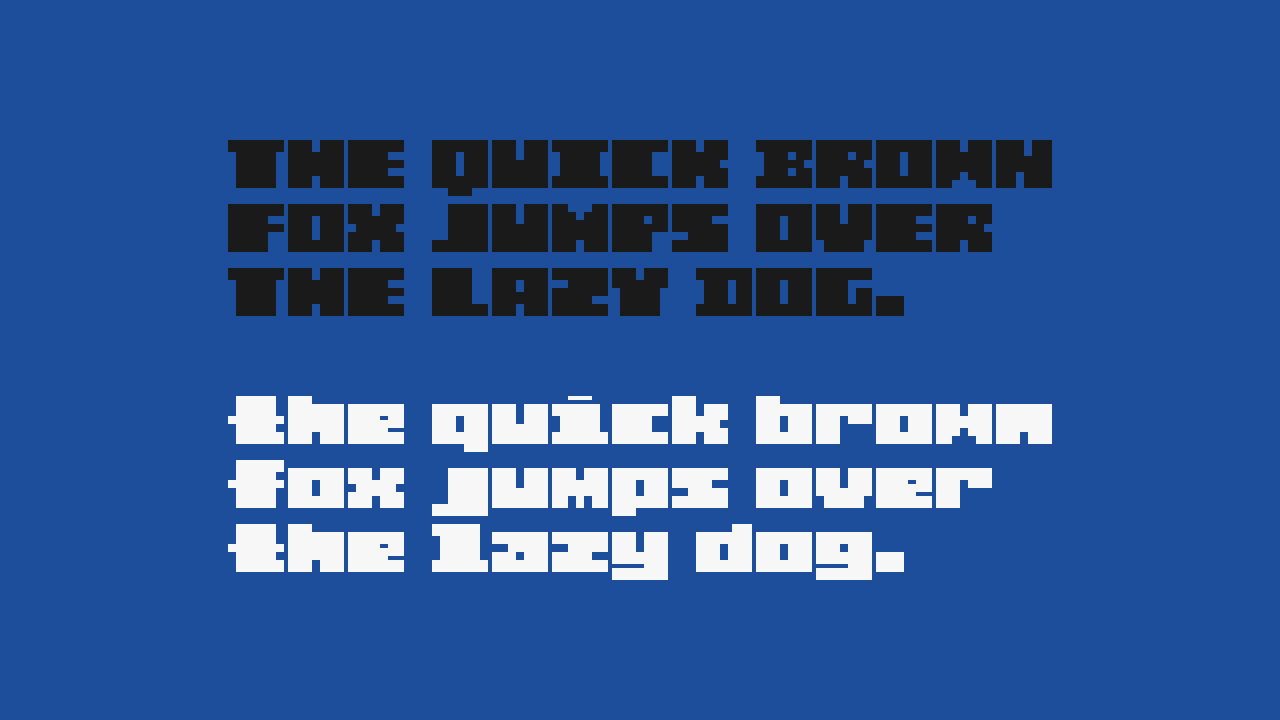 THE QUICK BROWN
FOX JUMPS OVER
THE LAZY DOG.
the quick brown
fox jumps over
the lazy dog.